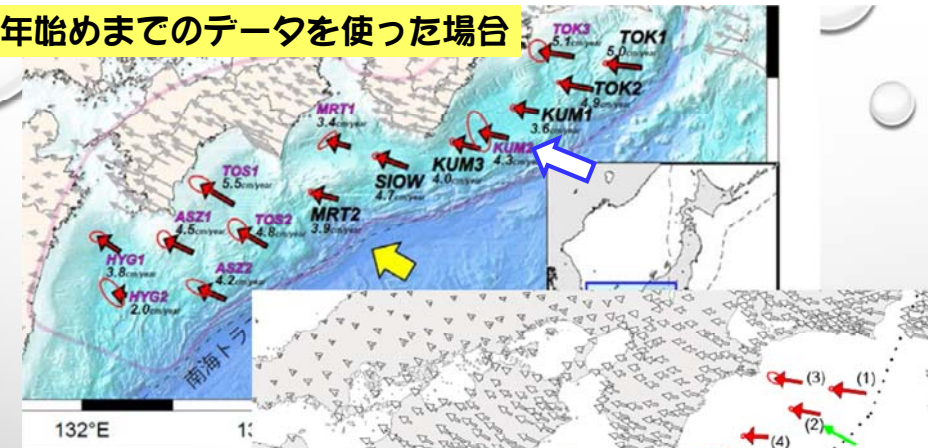 年始めまでのデータを使った場合
TOK3
5.1cm/year
TOK1
5.0cm/year
TOK2
4.9cm/year
KUM1
3.6cm/year
MRT1
3.4cm/year
KUM2
4.3cm/year
KUM3
4.0cm/year
SIOW
4.7cm/year
TOS1
5.5cm/year
MRT2
3.9cm/year
ASZ1
4.5cm/year
TOS2
4.8cm/year
HYG1
3.8cm/year
ASZ2
4.2cm/year
HYG2
2.0cm/year
南海トラ
132°E
(3)
(1)
(2)
(4)